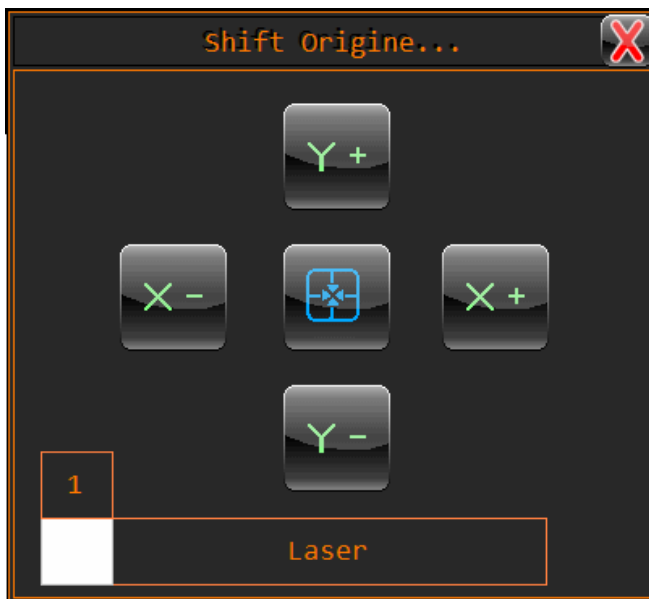 Shift Origine...
Y +
X -
X +
Y -
1
Laser